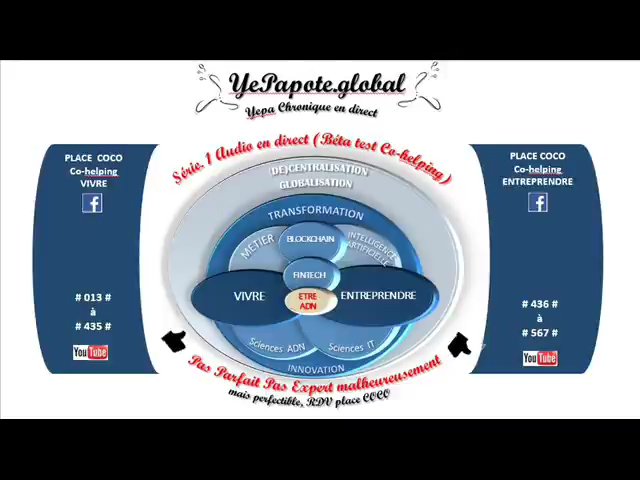 YePapote.global
Yepa Chronique en direct
Série. 1 Audio en direct (Béta test Co-helping)
PLACE COCO
Co-helping
VIVRE
# 013 #
à
# 435 #
YouTube
DE)CENTRALISATION
GLOBALISATION
TRANSFORMATION
METIER
BLOCKCHAIN
INTELLIGENCE
ARTIFICIELLE
FINTECH
VIVRE
ETRE
ADN
ENTREPRENDRE
Sciences ADN
Sciences IT
INNOVATION
Pas Parfait Pas Expert malheureusement
mais perfectible, RDV place COCO
PLACE COCO
Co-helping
ENTREPRENDRE
# 436 #
à
# 567 #
YouTube